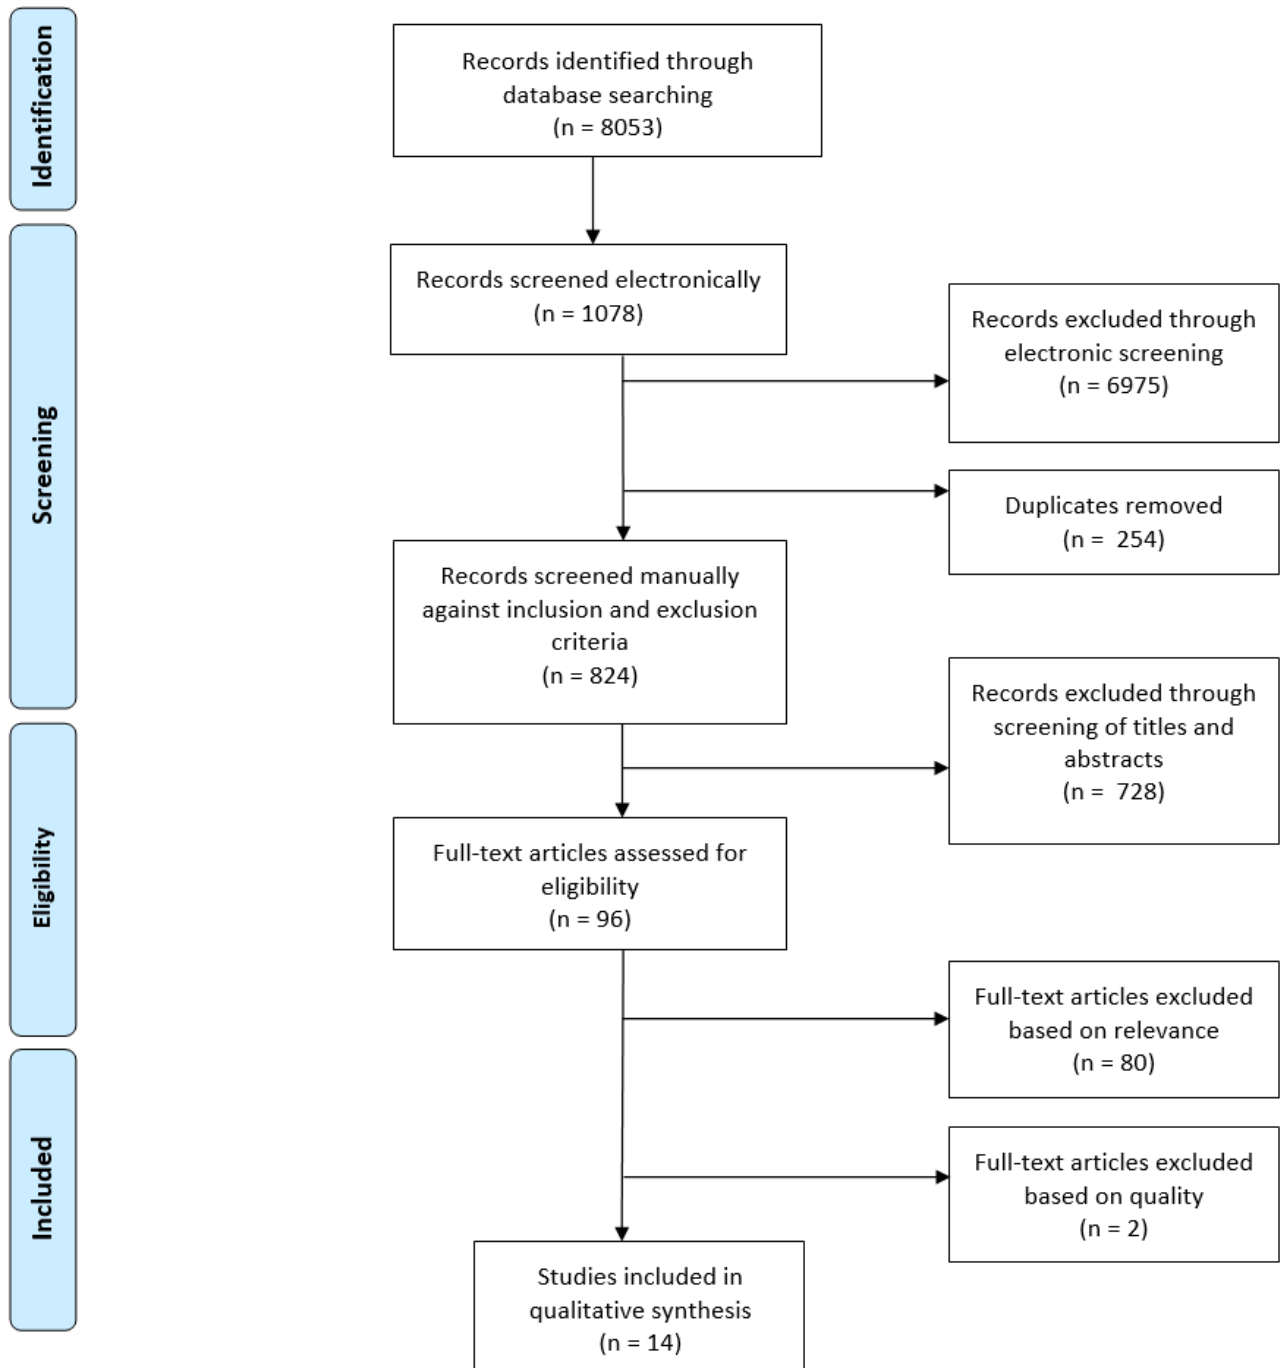 Identification
Records identified through
database searching
(n = 8053)
Screening
Records screened electronically
(n = 1078)
Records excluded through
electronic screening
(n = 6975)
Duplicates removed
(n =  254)
Records screened manually
against inclusion and exclusion
criteria
(n = 824)
Records excluded through
screening of titles and
abstracts
(n =  728)
Eligibility
Full-text articles assessed for
eligibility
(n = 96)
Full-text articles excluded
based on relevance
(n = 80)
Included
Full-text articles excluded
based on quality
(n = 2)
Studies included in
qualitative synthesis
(n = 14)